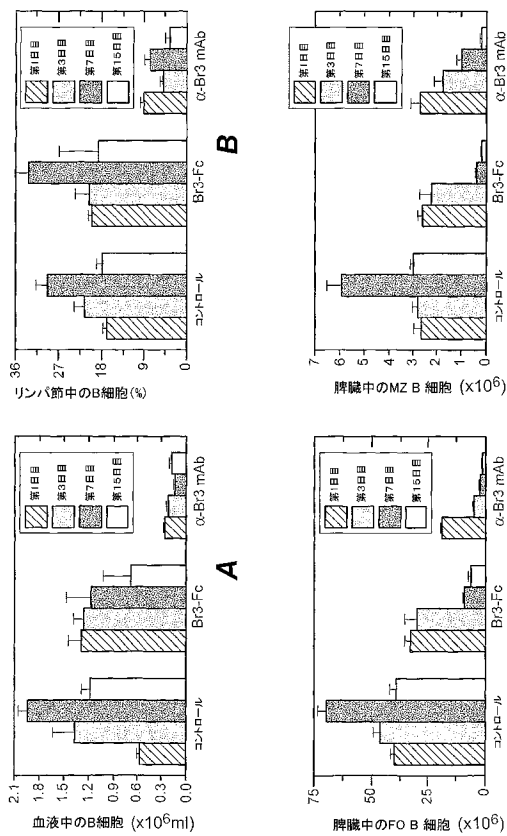 血液中のB細胞 (×10⁶ml)
2.1
1.8
1.5
1.2
0.9
0.6
0.3
0.0
第1日目
第3日目
第7日目
第15日目
コントロール
Br3-Fc
α-Br3 mAb
A
リンパ節中のB細胞(%)
36
27
18
9
0
第1日目
第3日目
第7日目
第15日目
コントロール
Br3-Fc
α-Br3 mAb
B
脾臓中のFO B 細胞 (×10⁶)
75
50
25
0
第1日目
第3日目
第7日目
第15日目
コントロール
Br3-Fc
α-Br3 mAb
脾臓中のMZ B 細胞 (×10⁶)
7
6
5
4
3
2
1
0
第1日目
第3日目
第7日目
第15日目
コントロール
Br3-Fc
α-Br3 mAb